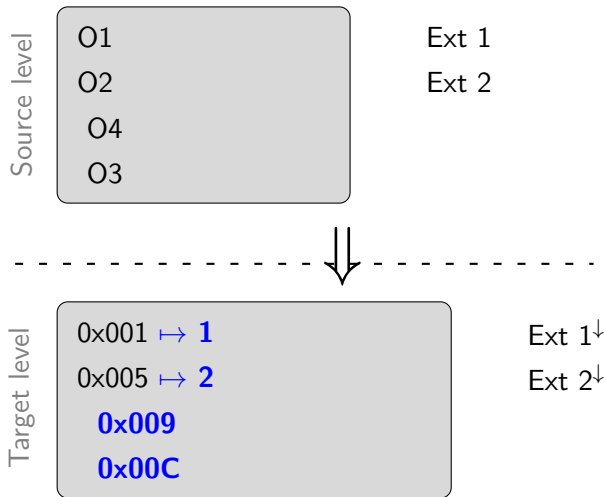 Source level
O1
Ext 1
O2
Ext 2
O4
O3
Target level
0x001 ↦ 1
Ext 1↓
0x005 ↦ 2
Ext 2↓
0x009
0x00C